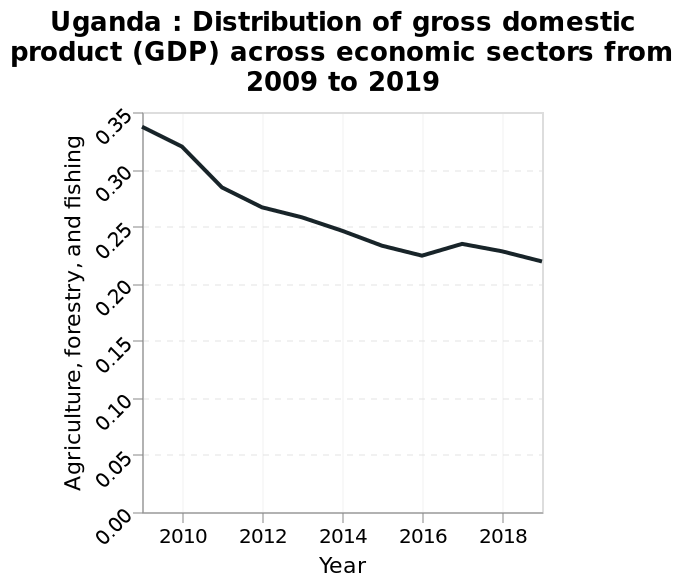 Uganda : Distribution of gross domestic
product (GDP) across economic sectors from
2009 to 2019
Agriculture, forestry, and fishing
0.35
0.30
0.25
0.20
0.15
0.10
0.05
0.00
2010 2012 2014 2016 2018
Year